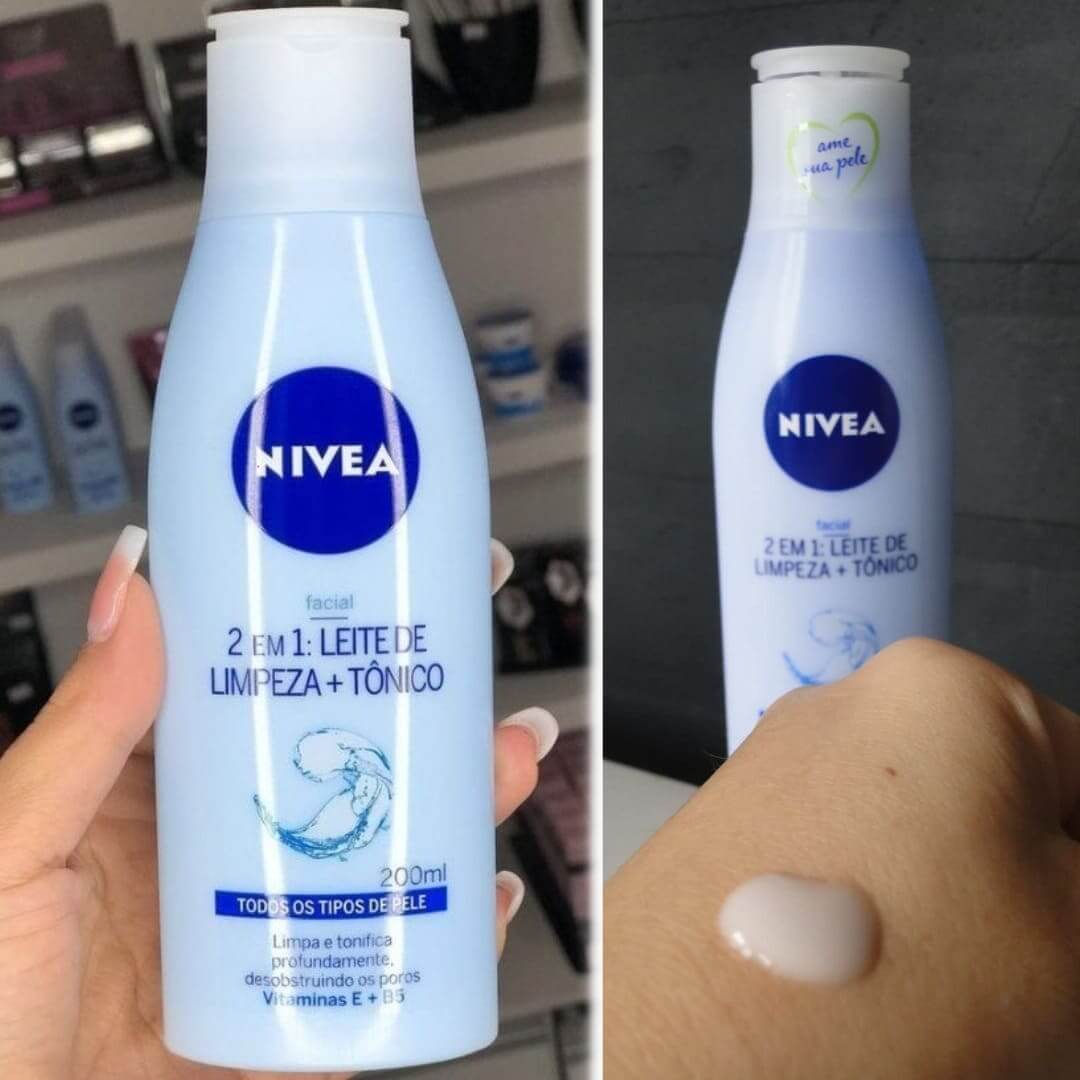 NIVEA
facial
2 EM 1: LEITE DE
LIMPEZA + TÔNICO
200ml
TODOS OS TIPOS DE PELE
Limpa e tonifica
profundamente,
desobstruindo os poros
Vitaminas E + B5
ame
sua pele
NIVEA
facial
2 EM 1: LEITE DE
LIMPEZA + TÔNICO